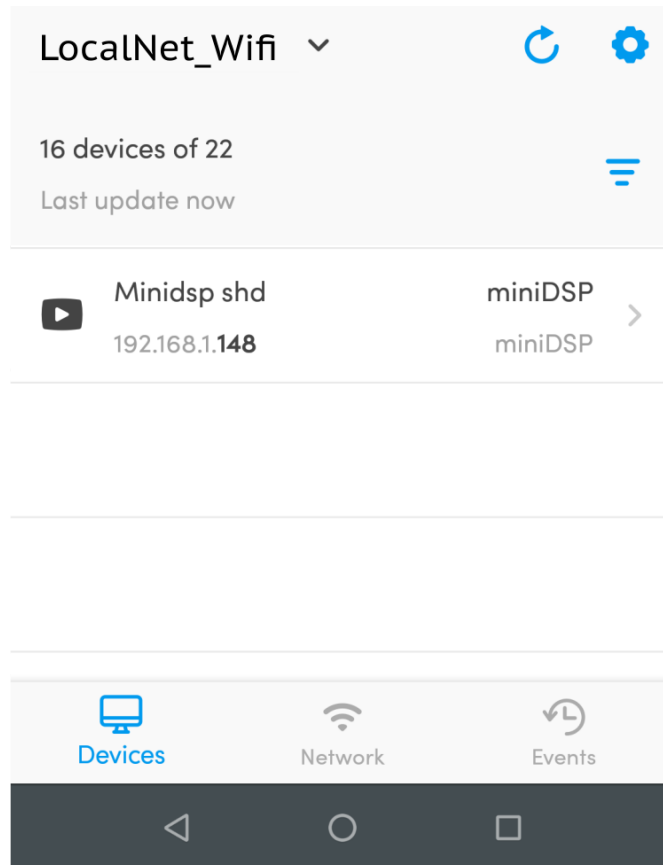 LocalNet_Wifi
16 devices of 22
Last update now
Minidsp shd miniDSP
192.168.1.148 miniDSP
Devices Network Events